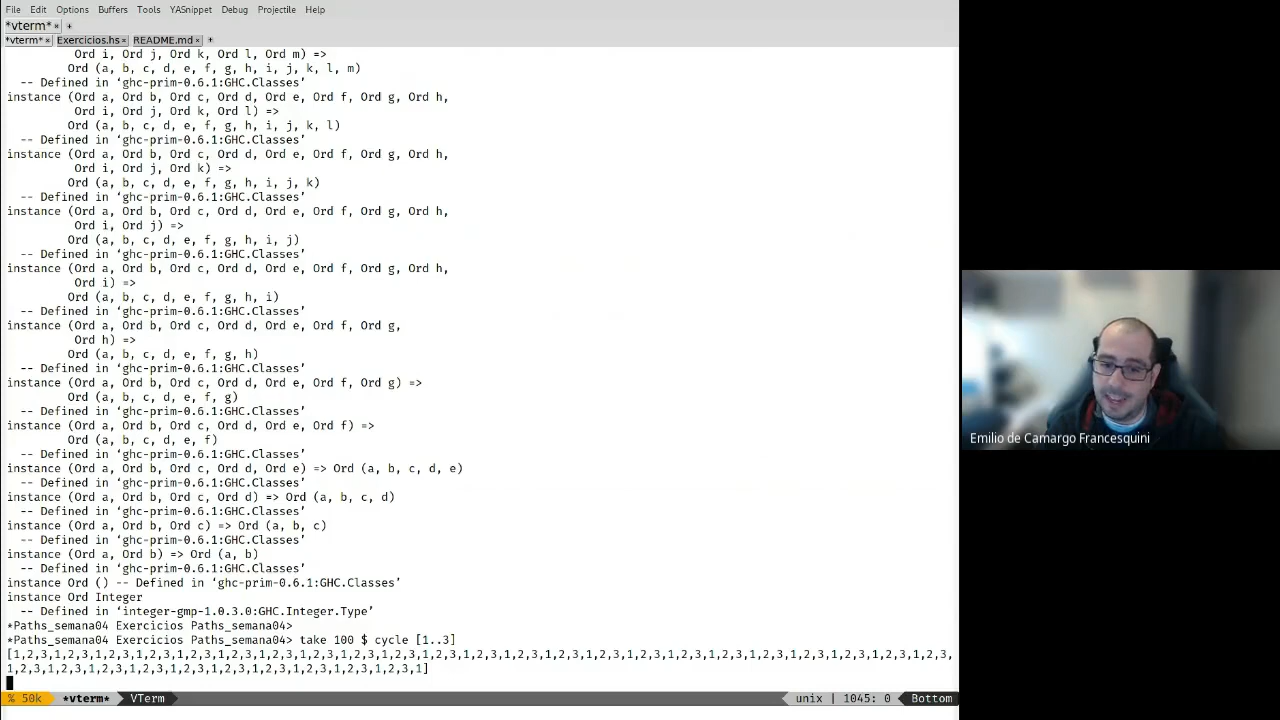 File Edit Options Buffers Tools YASnippet Debug Projectile Help
*vterm*× +
*vterm*× Exercicios.hs× README.md ×  +
Ord i, Ord j, Ord k, Ord l, Ord m) =>
Ord (a, b, c, d, e, f, g, h, i, j, k, l, m)
-- Defined in ‘ghc-prim-0.6.1:GHC.Classes’
instance (Ord a, Ord b, Ord c, Ord d, Ord e, Ord f, Ord g, Ord h,
Ord i, Ord j, Ord k, Ord l) =>
Ord (a, b, c, d, e, f, g, h, i, j, k, l)
-- Defined in ‘ghc-prim-0.6.1:GHC.Classes’
instance (Ord a, Ord b, Ord c, Ord d, Ord e, Ord f, Ord g, Ord h,
Ord i, Ord j, Ord k) =>
Ord (a, b, c, d, e, f, g, h, i, j, k)
-- Defined in ‘ghc-prim-0.6.1:GHC.Classes’
instance (Ord a, Ord b, Ord c, Ord d, Ord e, Ord f, Ord g, Ord h,
Ord i, Ord j) =>
Ord (a, b, c, d, e, f, g, h, i, j)
-- Defined in ‘ghc-prim-0.6.1:GHC.Classes’
instance (Ord a, Ord b, Ord c, Ord d, Ord e, Ord f, Ord g, Ord h,
Ord i) =>
Ord (a, b, c, d, e, f, g, h, i)
-- Defined in ‘ghc-prim-0.6.1:GHC.Classes’
instance (Ord a, Ord b, Ord c, Ord d, Ord e, Ord f, Ord g,
Ord h) =>
Ord (a, b, c, d, e, f, g, h)
-- Defined in ‘ghc-prim-0.6.1:GHC.Classes’
instance (Ord a, Ord b, Ord c, Ord d, Ord e, Ord f, Ord g) =>
Ord (a, b, c, d, e, f, g)
-- Defined in ‘ghc-prim-0.6.1:GHC.Classes’
instance (Ord a, Ord b, Ord c, Ord d, Ord e, Ord f) =>
Ord (a, b, c, d, e, f)
-- Defined in ‘ghc-prim-0.6.1:GHC.Classes’
instance (Ord a, Ord b, Ord c, Ord d, Ord e) => Ord (a, b, c, d, e)
-- Defined in ‘ghc-prim-0.6.1:GHC.Classes’
instance (Ord a, Ord b, Ord c, Ord d) => Ord (a, b, c, d)
-- Defined in ‘ghc-prim-0.6.1:GHC.Classes’
instance (Ord a, Ord b, Ord c) => Ord (a, b, c)
-- Defined in ‘ghc-prim-0.6.1:GHC.Classes’
instance (Ord a, Ord b) => Ord (a, b)
-- Defined in ‘ghc-prim-0.6.1:GHC.Classes’
instance Ord () -- Defined in ‘ghc-prim-0.6.1:GHC.Classes’
instance Ord Integer
-- Defined in ‘integer-gmp-1.0.3.0:GHC.Integer.Type’
*Paths_semana04 Exercicios Paths_semana04>
*Paths_semana04 Exercicios Paths_semana04> take 100 $ cycle [1..3]
[1,2,3,1,2,3,1,2,3,1,2,3,1,2,3,1,2,3,1,2,3,1,2,3,1,2,3,1,2,3,1,2,3,1,2,3,1,2,3,1,2,3,1,2,3,1,2,3,1,2,3,1,2,3,1,2,3,1,2,3,1,2,3,1,2,3,1,2,3,
1,2,3,1,2,3,1,2,3,1,2,3,1,2,3,1,2,3,1,2,3,1,2,3,1,2,3,1,2,3,1]
% 50k *vterm* VTerm unix | 1045: 0 Bottom
Emilio de Camargo Francesquini